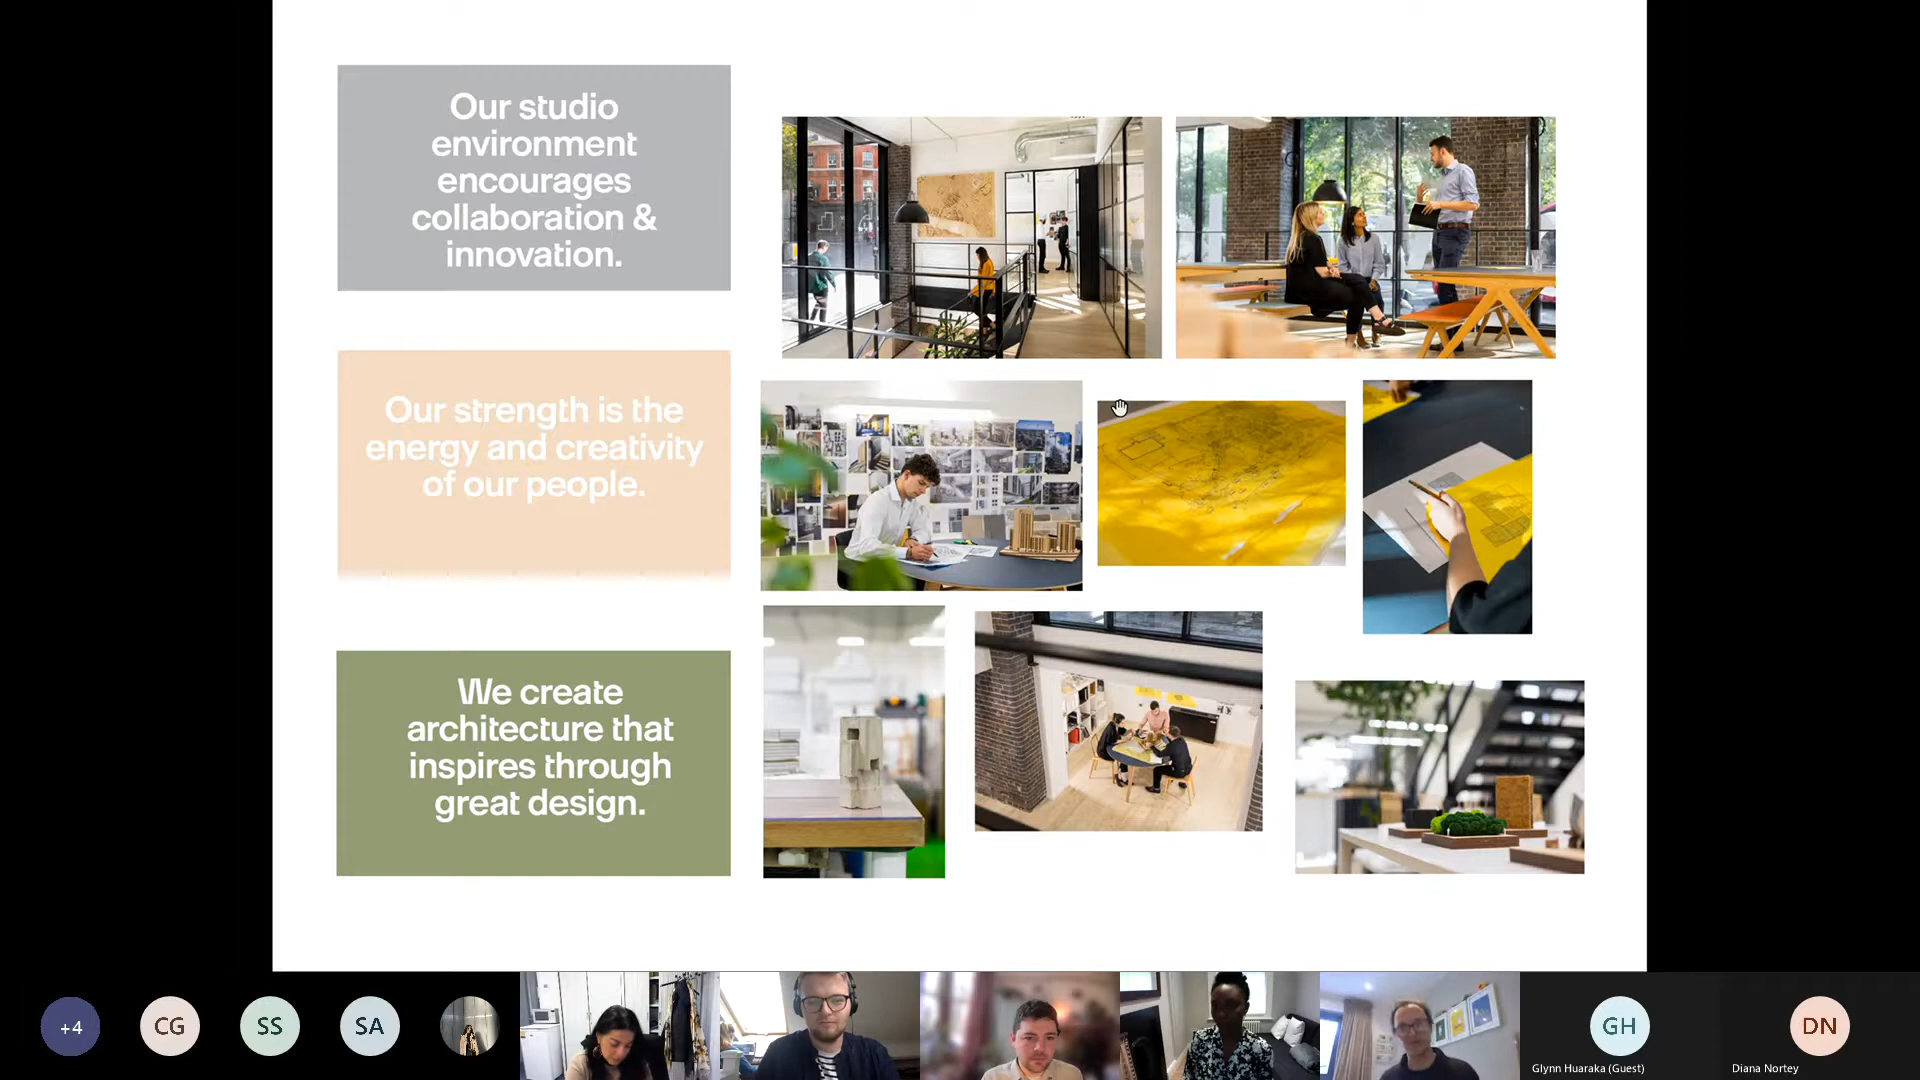 Our studio
environment
encourages
collaboration &
innovation.
Our strength is the
energy and creativity
of our people.
We create
architecture that
inspires through
great design.
+4
CG
SS
SA
GH
Glynn Huaraka (Guest)
DN
Diana Nortey